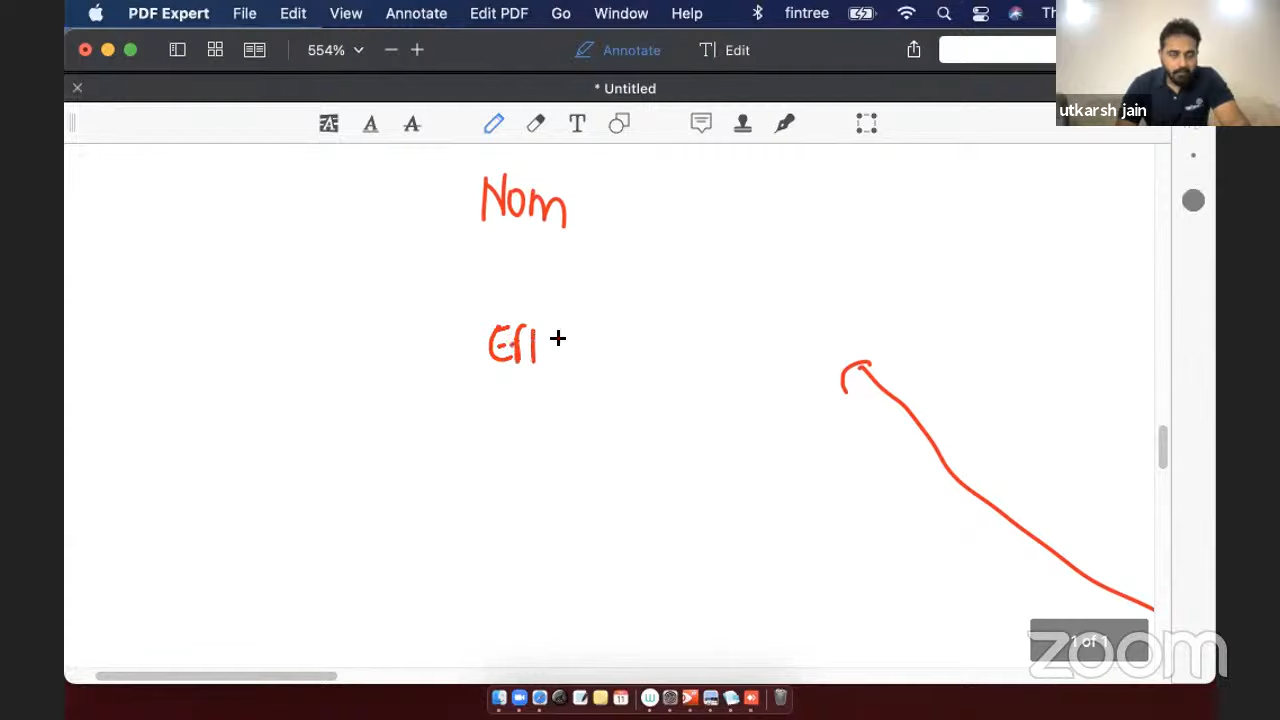 PDF Expert File Edit View Annotate Edit PDF Go Window Help fintree
554% Annotate T Edit
* Untitled
utkarsh jain
Nom
Eff
1 of 1
zoom